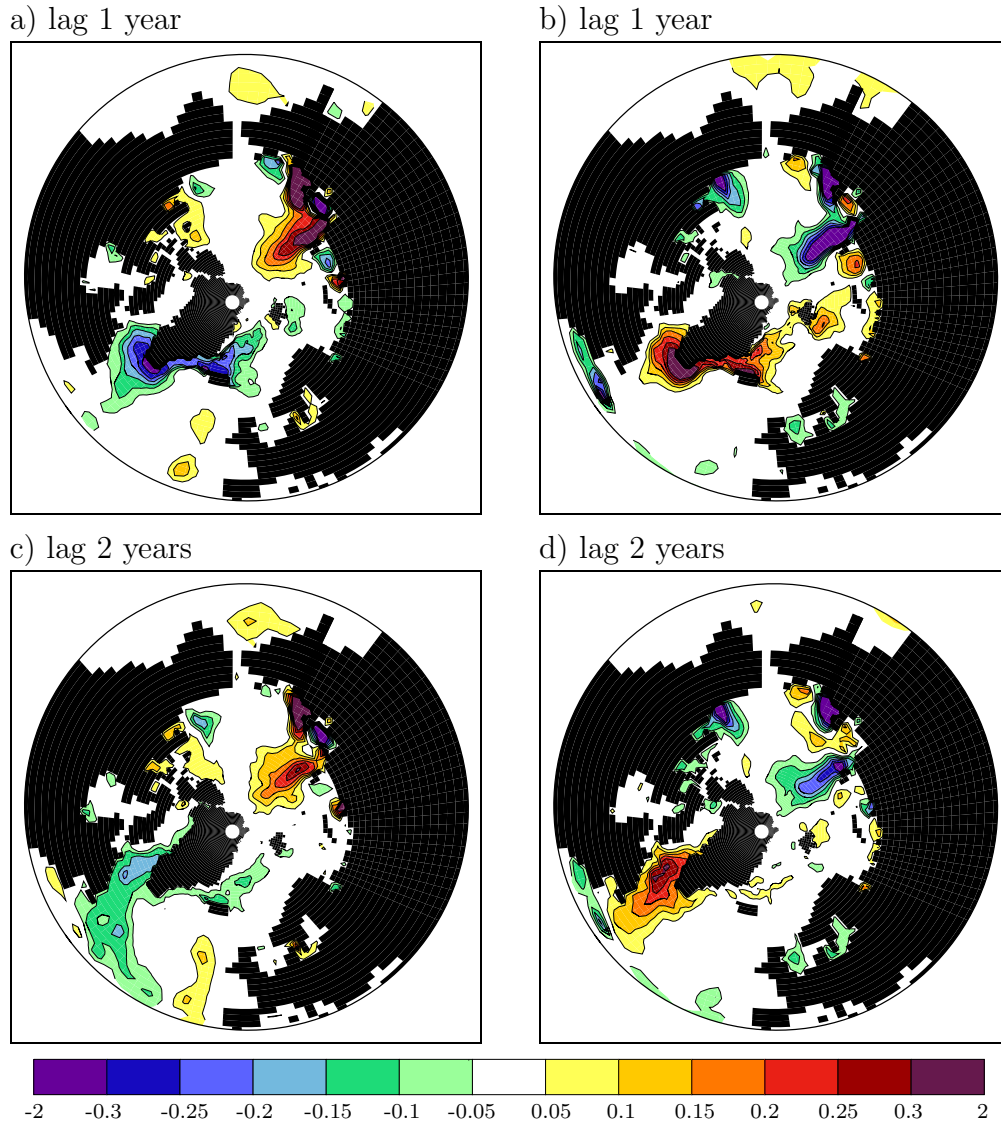 a) lag 1 year
b) lag 1 year
c) lag 2 years
d) lag 2 years
-2 -0.3 -0.25 -0.2 -0.15 -0.1 -0.05 0.05 0.1 0.15 0.2 0.25 0.3 2